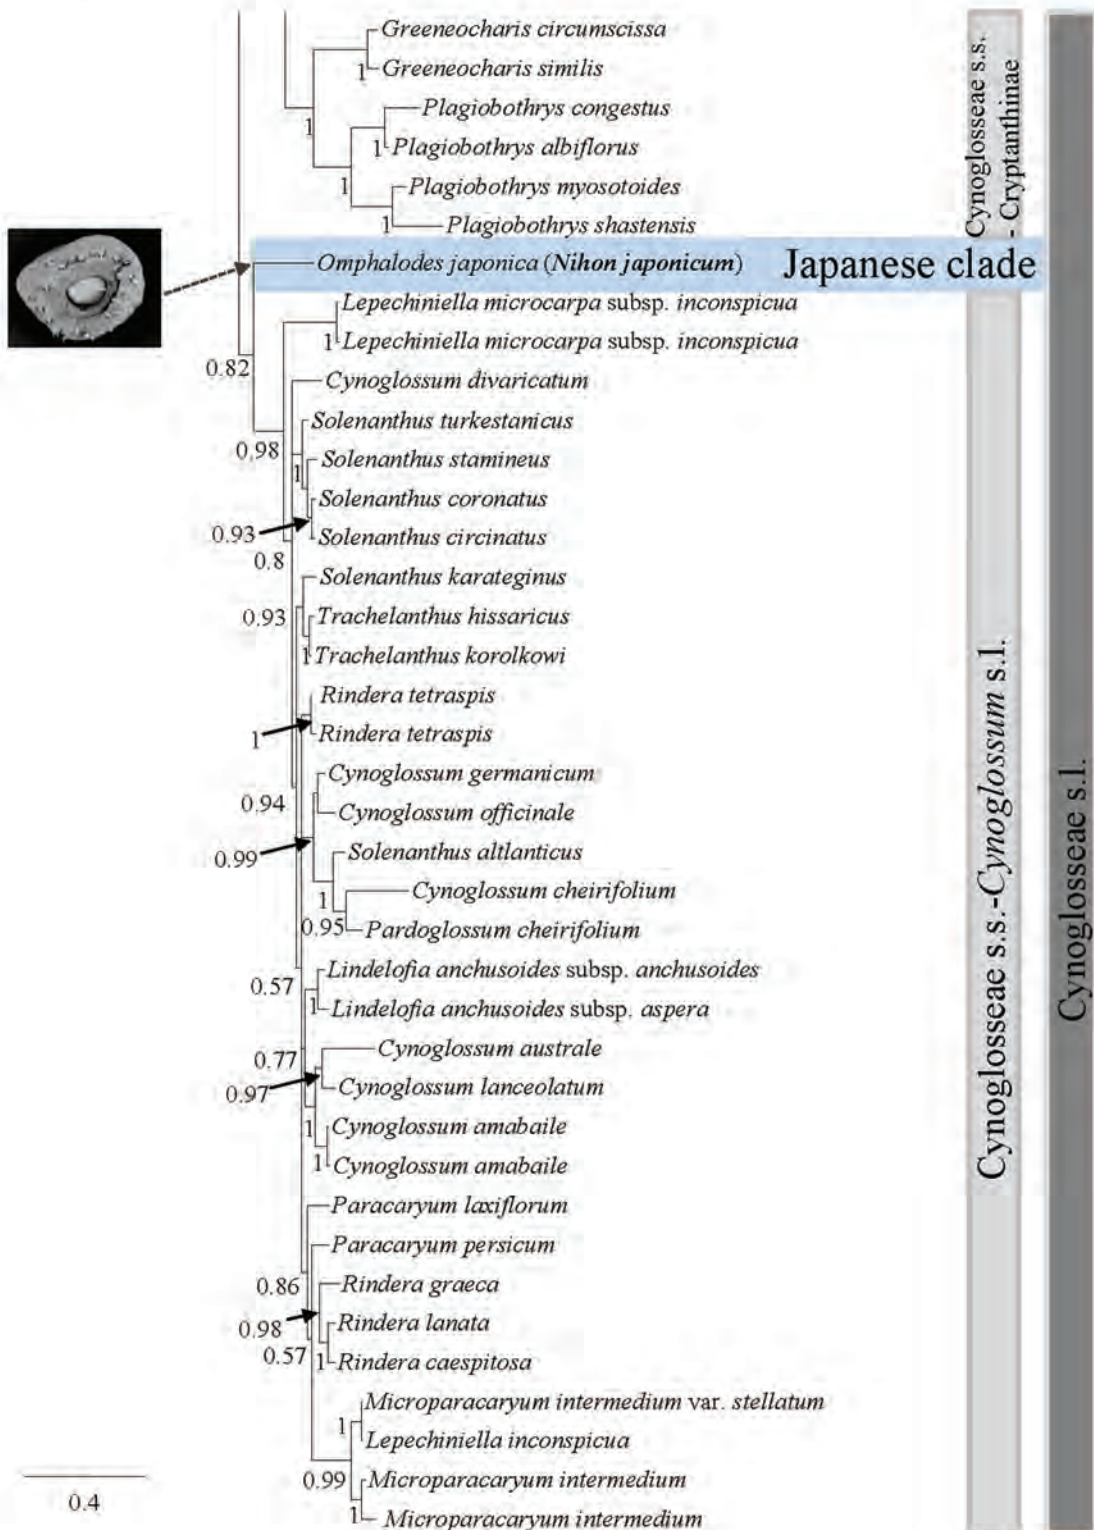 Greeneocharis circumscissa
1
Greeneocharis similis
Plagiobothrys congestus
1
1
Plagiobothrys albiflorus
Plagiobothrys myosotoides
1
1
Plagiobothrys shastensis
Cynoglosseae s.s.
- Cryptanthinae
Omphalodes japonica (Nihon japonicum)
Japanese clade
Lepechiniella microcarpa subsp. inconspicua
1
Lepechiniella microcarpa subsp. inconspicua
0.82
Cynoglossum divaricatum
Solenanthus turkestanicus
0.98
1
Solenanthus stamineus
Solenanthus coronatus
0.93
Solenanthus circinatus
0.8
Solenanthus karateginus
0.93
Trachelanthus hissaricus
1
Trachelanthus korolkowi
Rindera tetraspis
1
Rindera tetraspis
Cynoglossum germanicum
0.94
Cynoglossum officinale
0.99
Solenanthus altlanticus
1
Cynoglossum cheirifolium
0.95
Pardoglossum cheirifolium
Lindelofia anchusoides subsp. anchusoides
0.57
1
Lindelofia anchusoides subsp. aspera
Cynoglossum australe
0.77
0.97
Cynoglossum lanceolatum
1
Cynoglossum amabaile
1
Cynoglossum amabaile
Paracaryum laxiflorum
Paracaryum persicum
0.86
Rindera graeca
0.98
Rindera lanata
0.57
1
Rindera caespitosa
Microparacaryum intermedium var. stellatum
1
Lepechiniella inconspicua
0.99
Microparacaryum intermedium
1
Microparacaryum intermedium
0.4
Cynoglosseae s.s.-Cynoglossum s.l.
Cynoglosseae s.l.